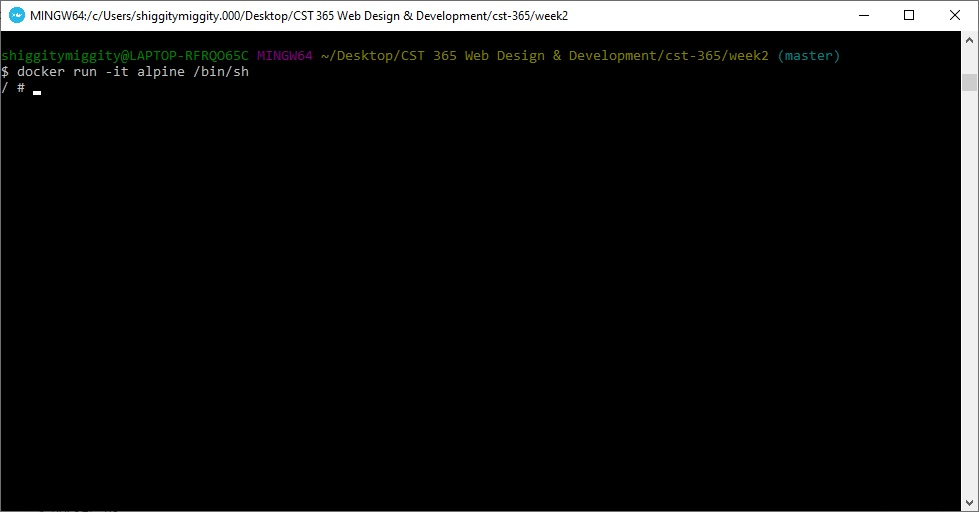 MINGW64:/c/Users/shiggitymiggity.000/Desktop/CST 365 Web Design & Development/cst-365/week2
shiggitymiggity@LAPTOP-RFRQO65C MINGW64 ~/Desktop/CST 365 Web Design & Development/cst-365/week2 (master)
$ docker run -it alpine /bin/sh
/ #